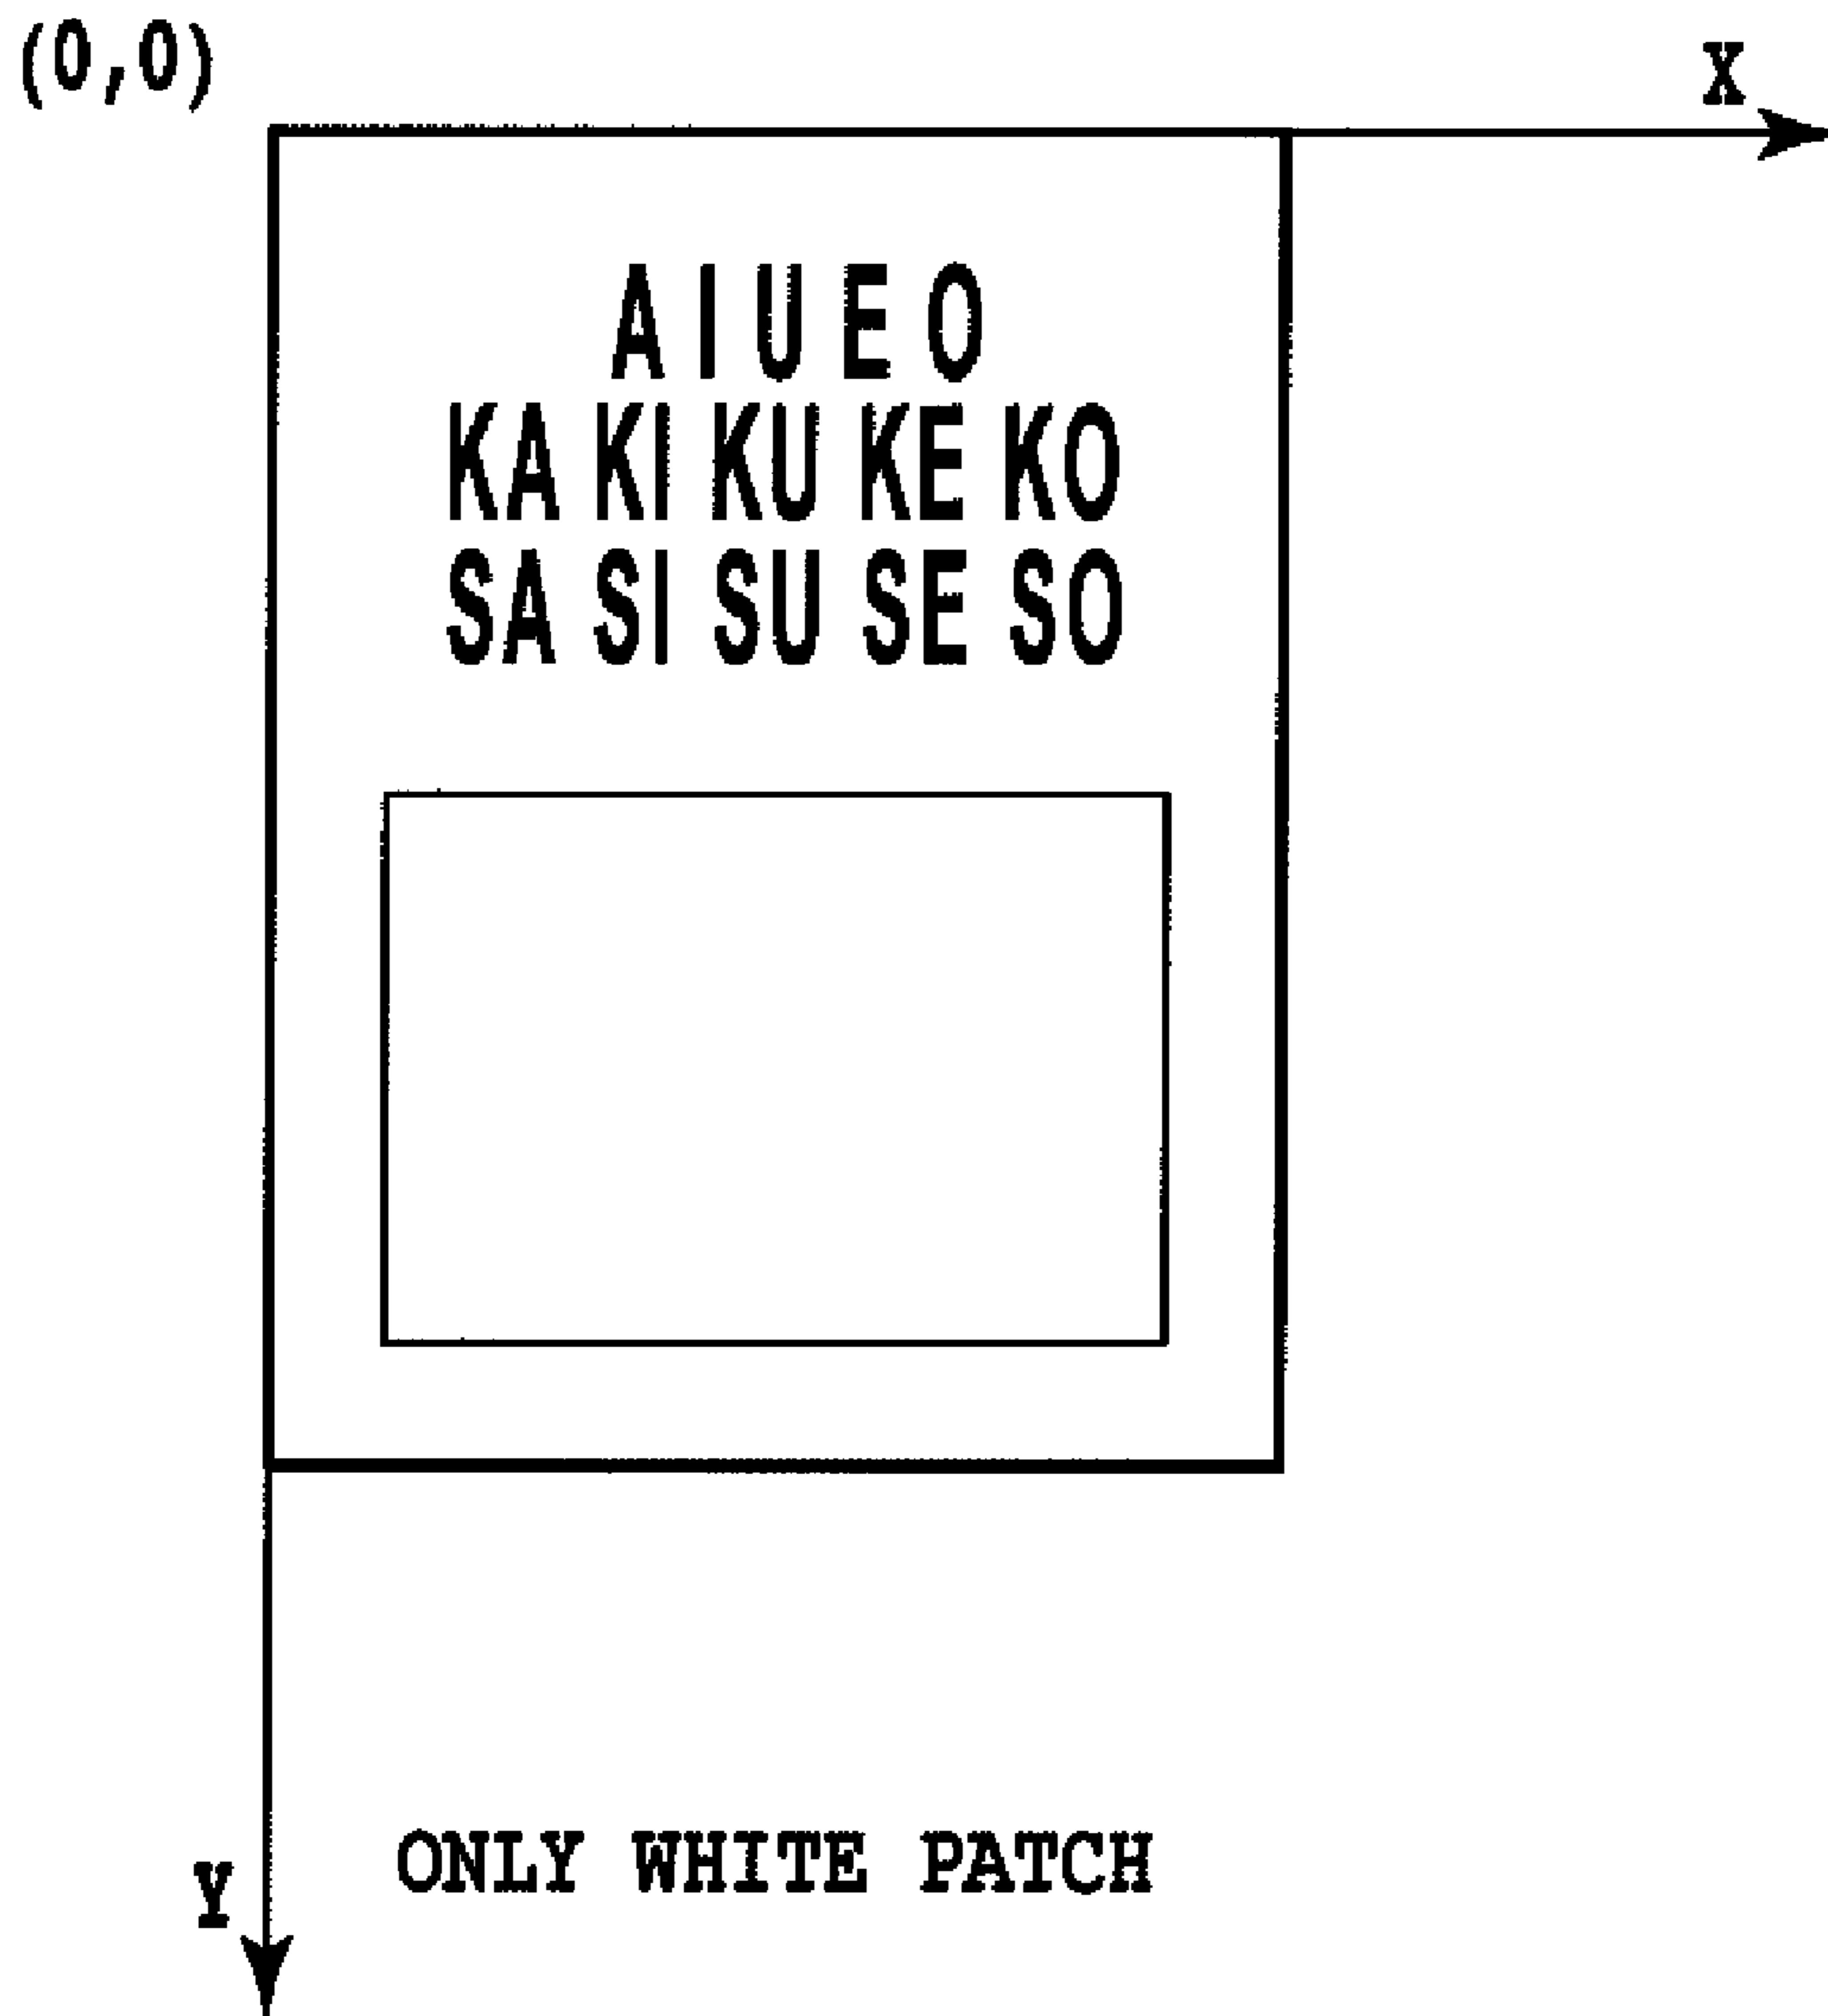 (0,0)
X
A I U E O
KA KI KU KE KO
SA SI SU SE SO
ONLY WHITE PATCH
Y